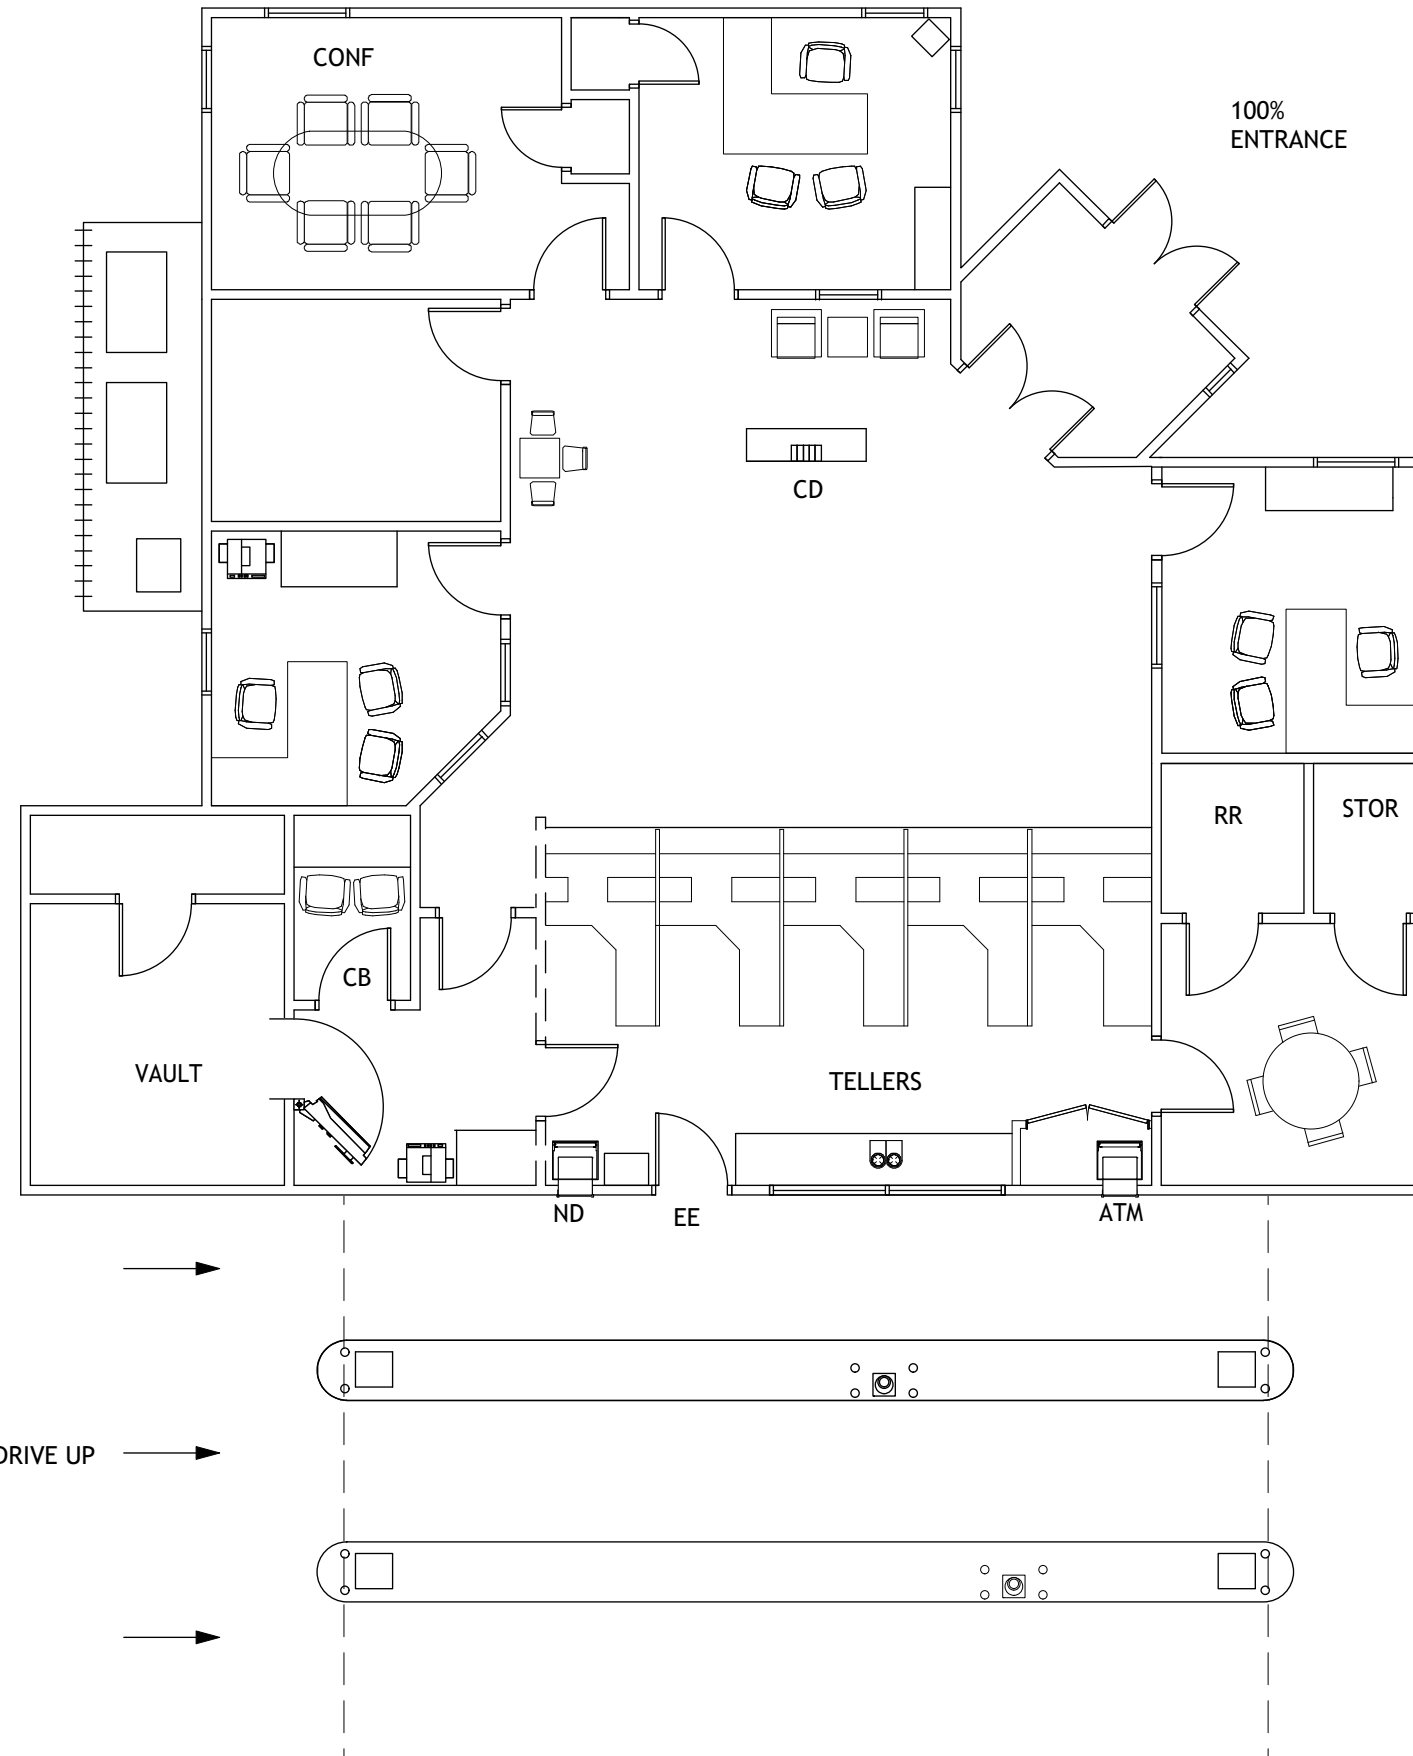 CONF
100%
ENTRANCE
CD
RR
STOR
CB
VAULT
TELLERS
ND
EE
ATM
DRIVE UP